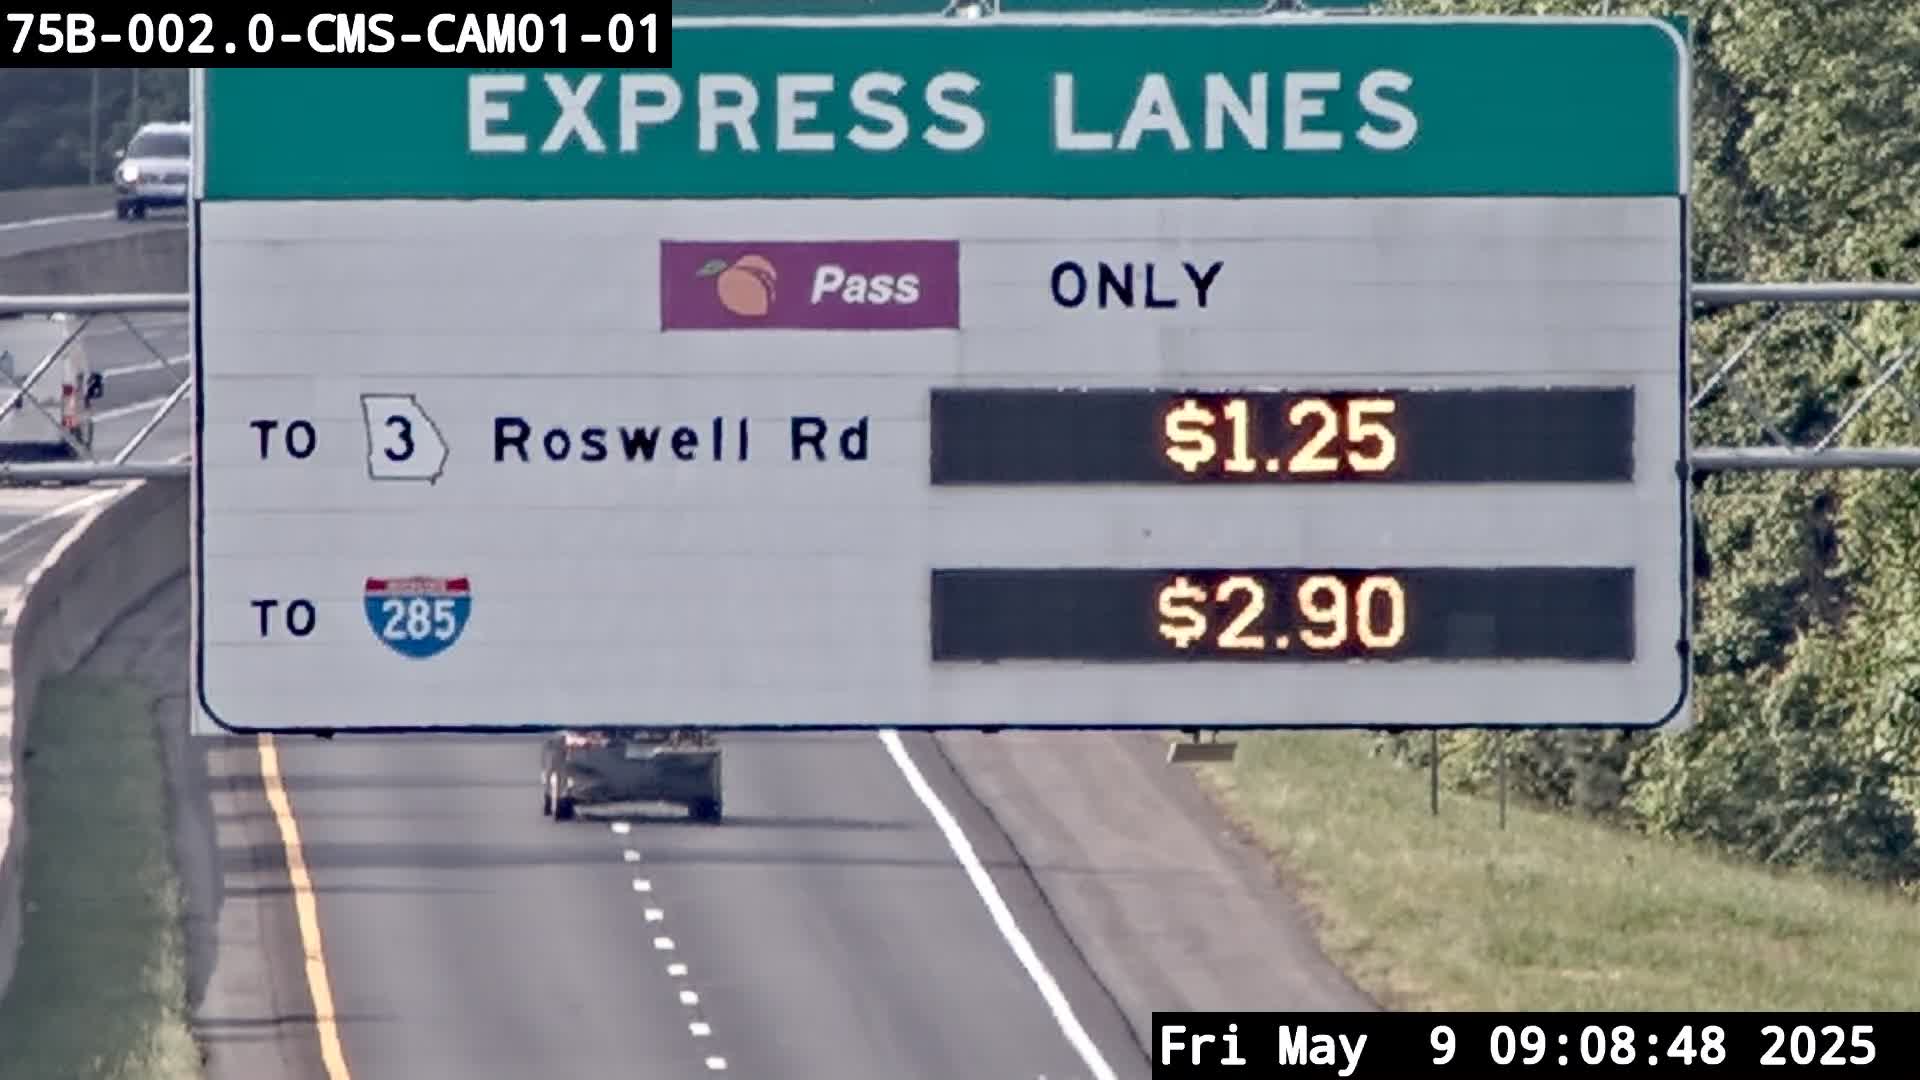 75B-002.0-CMS-CAM01-01
EXPRESS LANES
Pass ONLY
TO 3 Roswell Rd $1.25
TO 285 $2.90
Fri May 9 09:08:48 2025